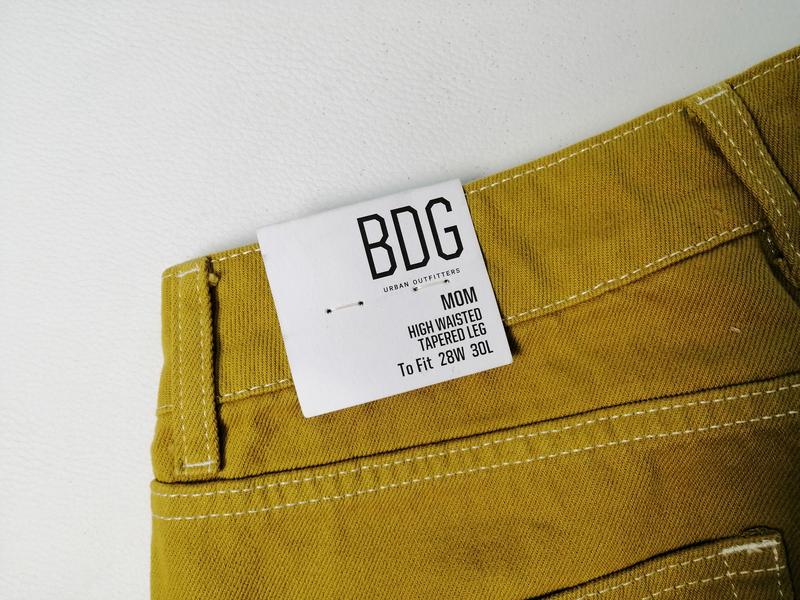 BDG
URBAN OUTFITTERS
MOM
HIGH WAISTED
TAPERED LEG
To Fit 28W 30L